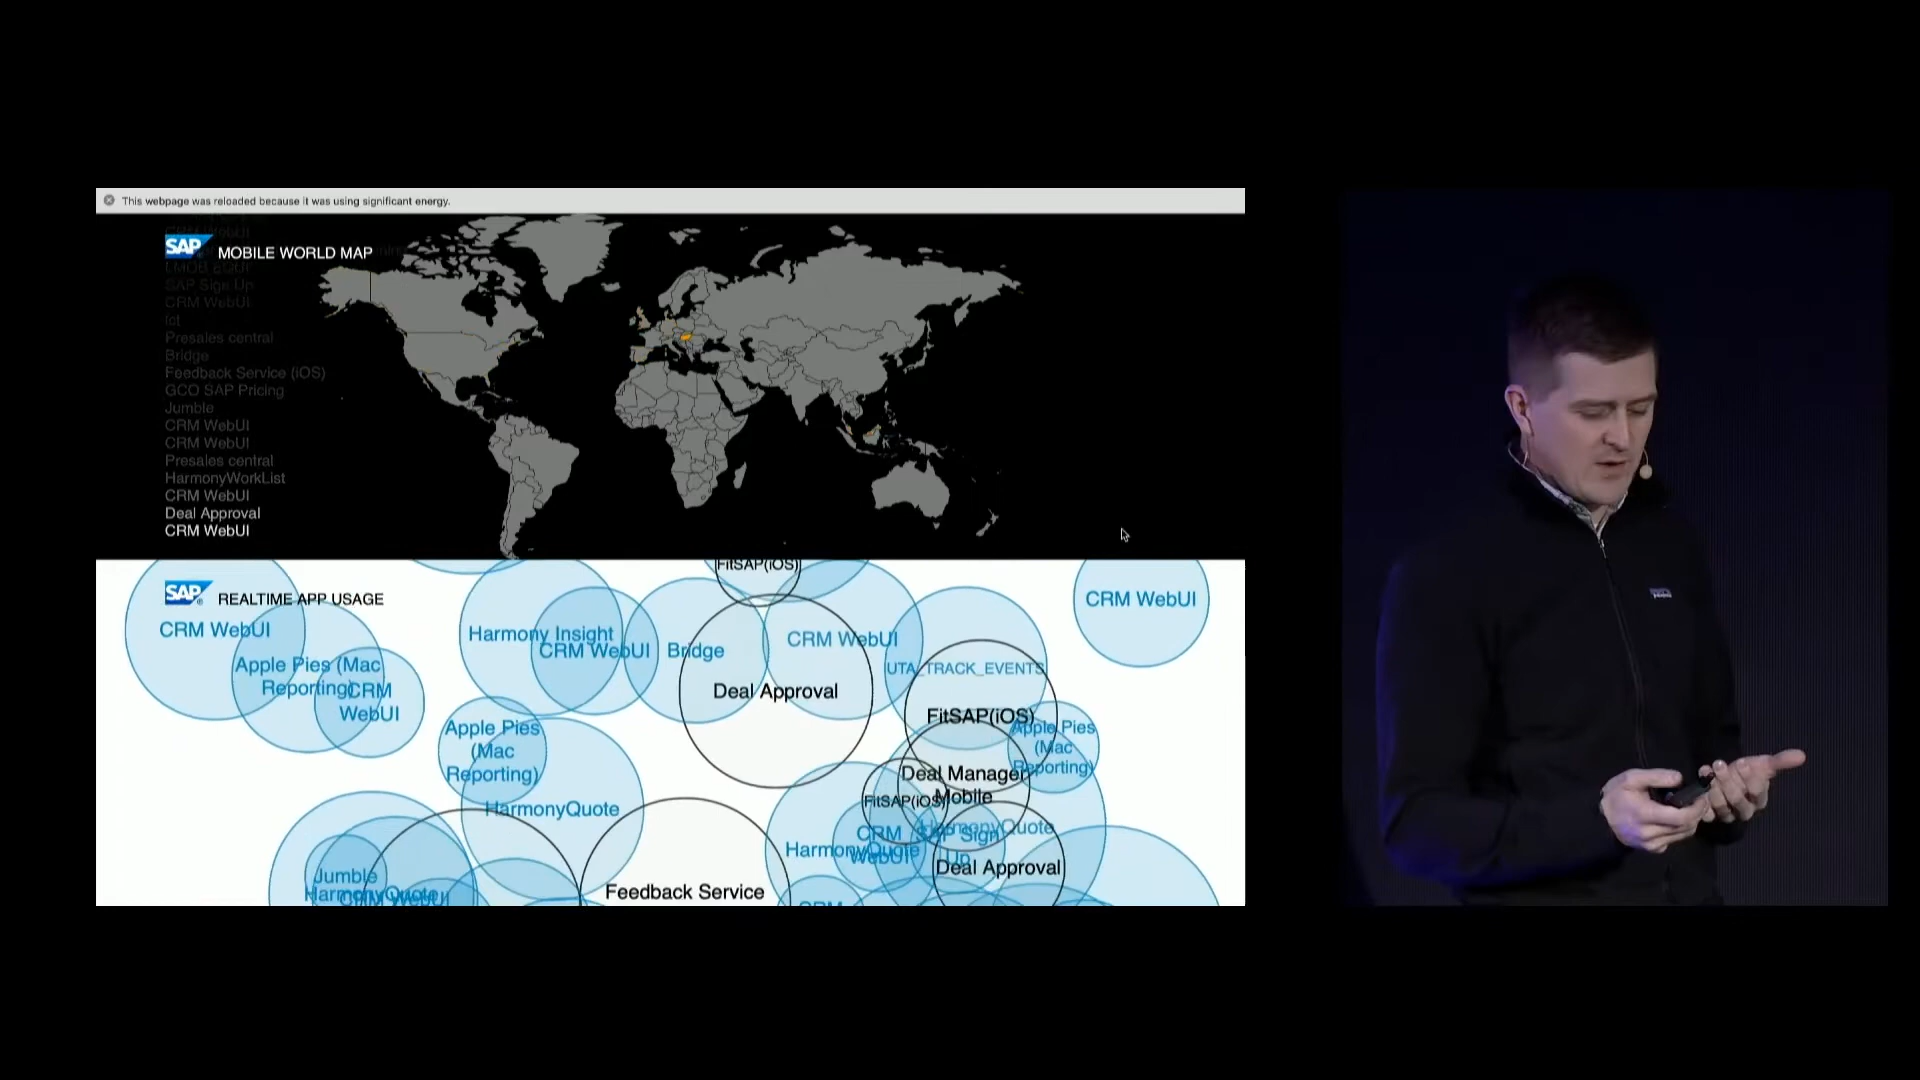 This webpage was reloaded because it was using significant energy.
CRM WebUI
SAP
MOBILE WORLD MAP
SAP Sign Up
CRM WebUI
Presales central
Bridge
Feedback Service (iOS)
GCO SAP Pricing
Jumble
CRM WebUI
CRM WebUI
Presales central
HarmonyWorkList
CRM WebUI
Deal Approval
CRM WebUI
SAP
REALTIME APP USAGE
FitSAP(iOS)
CRM WebUI
CRM WebUI
Harmony Insight
CRM WebUI
Bridge
CRM WebUI
UTA_TRACK_EVENTS
Apple Pies (Mac
Reporting)
CRM
WebUI
Deal Approval
FitSAP(iOS)
Apple Pies
(Mac
Reporting)
Apple Pies
(Mac
Reporting)
Deal Manager
Mobile
FitSAP(iOS)
HarmonyQuote
HarmonyQuote
CRM
WebUI
SAP Sign
Up
HarmonyQuote
Deal Approval
Jumble
HarmonyQuote
CRM WebUI
Feedback Service
CRM